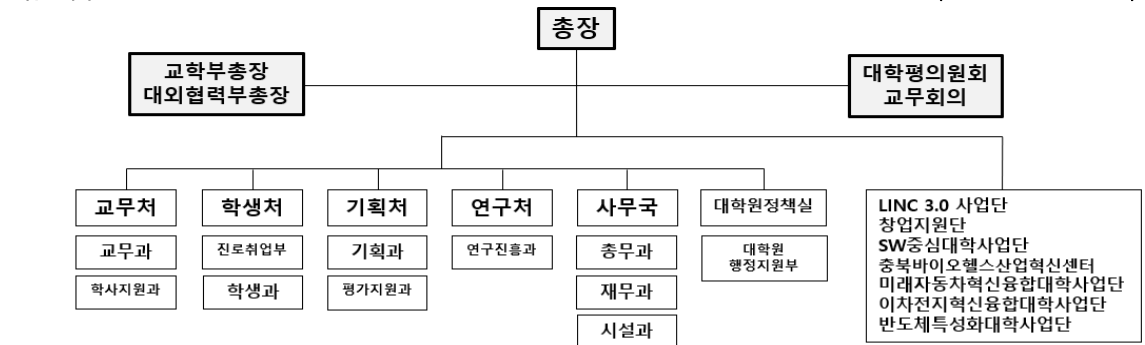 총장
교학부총장
대외협력부총장
대학평의원회
교무회의
교무처
학생처
기획처
연구처
사무국
대학원정책실
교무과
진로취업부
기획과
연구진흥과
총무과
대학원
행정지원부
학사지원과
학생과
평가지원과
재무과
시설과
LINC 3.0 사업단
창업지원단
SW중심대학사업단
충북바이오헬스산업혁신센터
미래자동차혁신융합대학사업단
이차전지혁신융합대학사업단
반도체특성화대학사업단